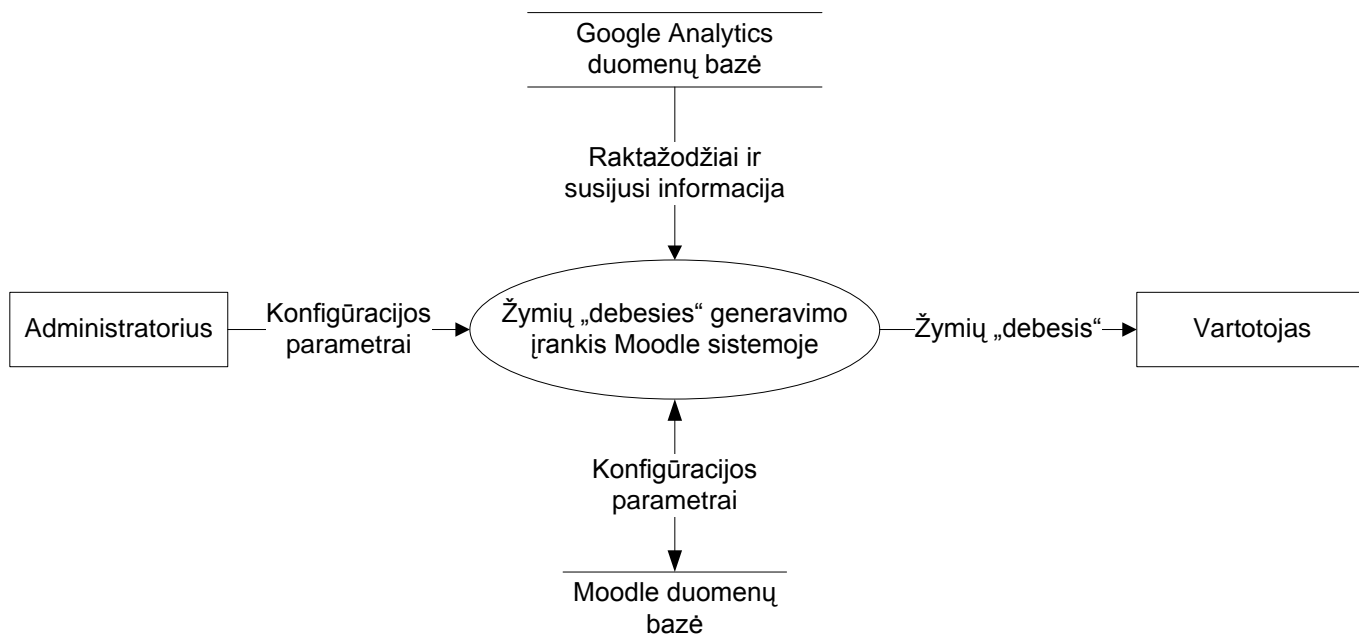 Google Analytics
duomenų bazė
Raktažodžiai ir
susijusi informacija
Administratorius
Konfigūracijos
parametrai
Žymių „debesies“ generavimo
įrankis Moodle sistemoje
Žymių „debesis“
Vartotojas
Konfigūracijos
parametrai
Moodle duomenų
bazė